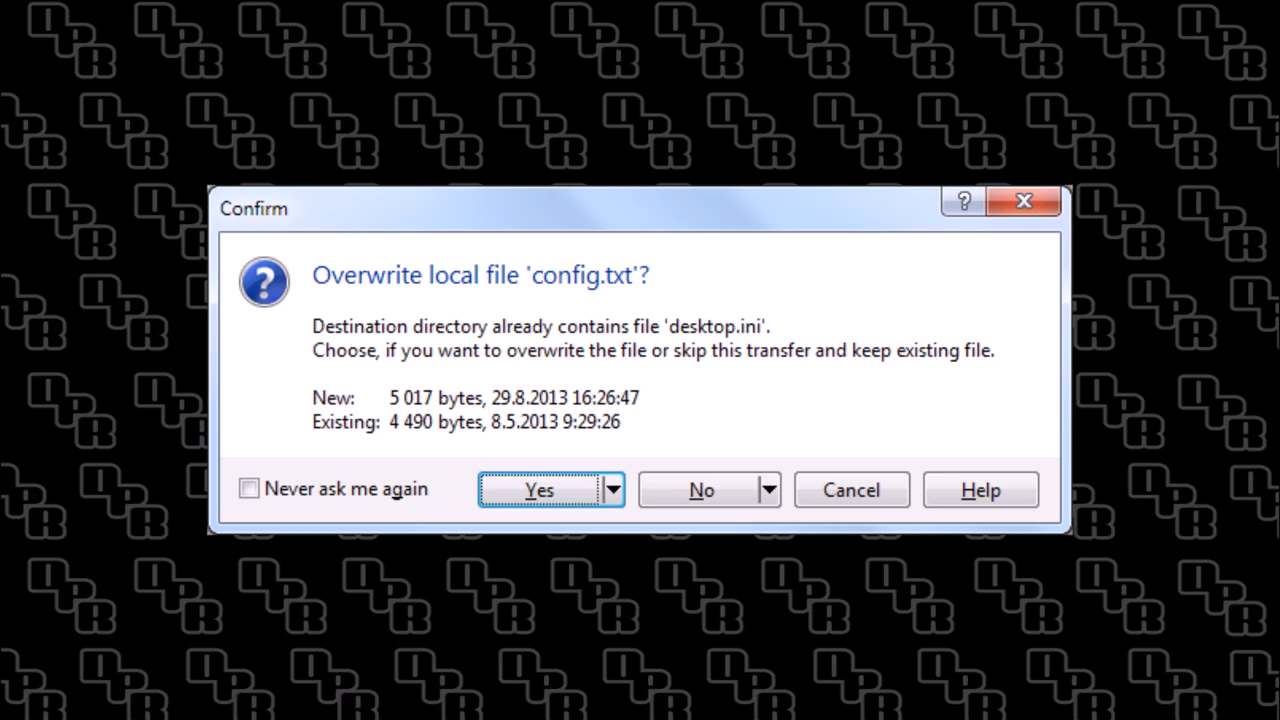 Confirm
Overwrite local file 'config.txt'?
Destination directory already contains file 'desktop.ini'.
Choose, if you want to overwrite the file or skip this transfer and keep existing file.
New: 5 017 bytes, 29.8.2013 16:26:47
Existing: 4 490 bytes, 8.5.2013 9:29:26
Never ask me again
Yes
No
Cancel
Help